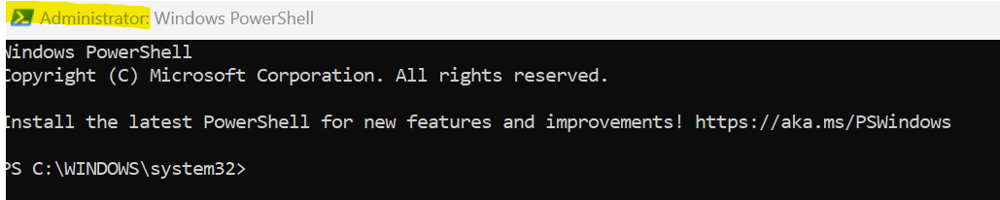 Administrator: Windows PowerShell
Windows PowerShell
Copyright (C) Microsoft Corporation. All rights reserved.
Install the latest PowerShell for new features and improvements! https://aka.ms/PSWindows
PS C:\WINDOWS\system32>